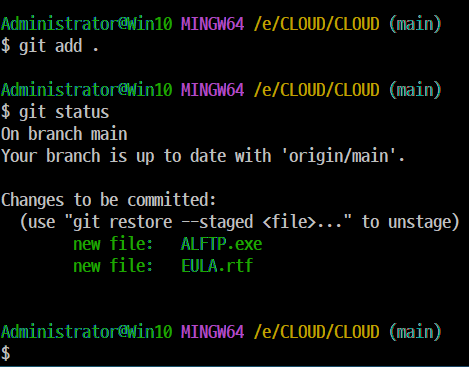 Administrator@Win10 MINGW64 /e/CLOUD/CLOUD (main)
$ git add .
Administrator@Win10 MINGW64 /e/CLOUD/CLOUD (main)
$ git status
On branch main
Your branch is up to date with 'origin/main'.
Changes to be committed:
  (use "git restore --staged <file>..." to unstage)
        new file:   ALFTP.exe
        new file:   EULA.rtf
Administrator@Win10 MINGW64 /e/CLOUD/CLOUD (main)
$